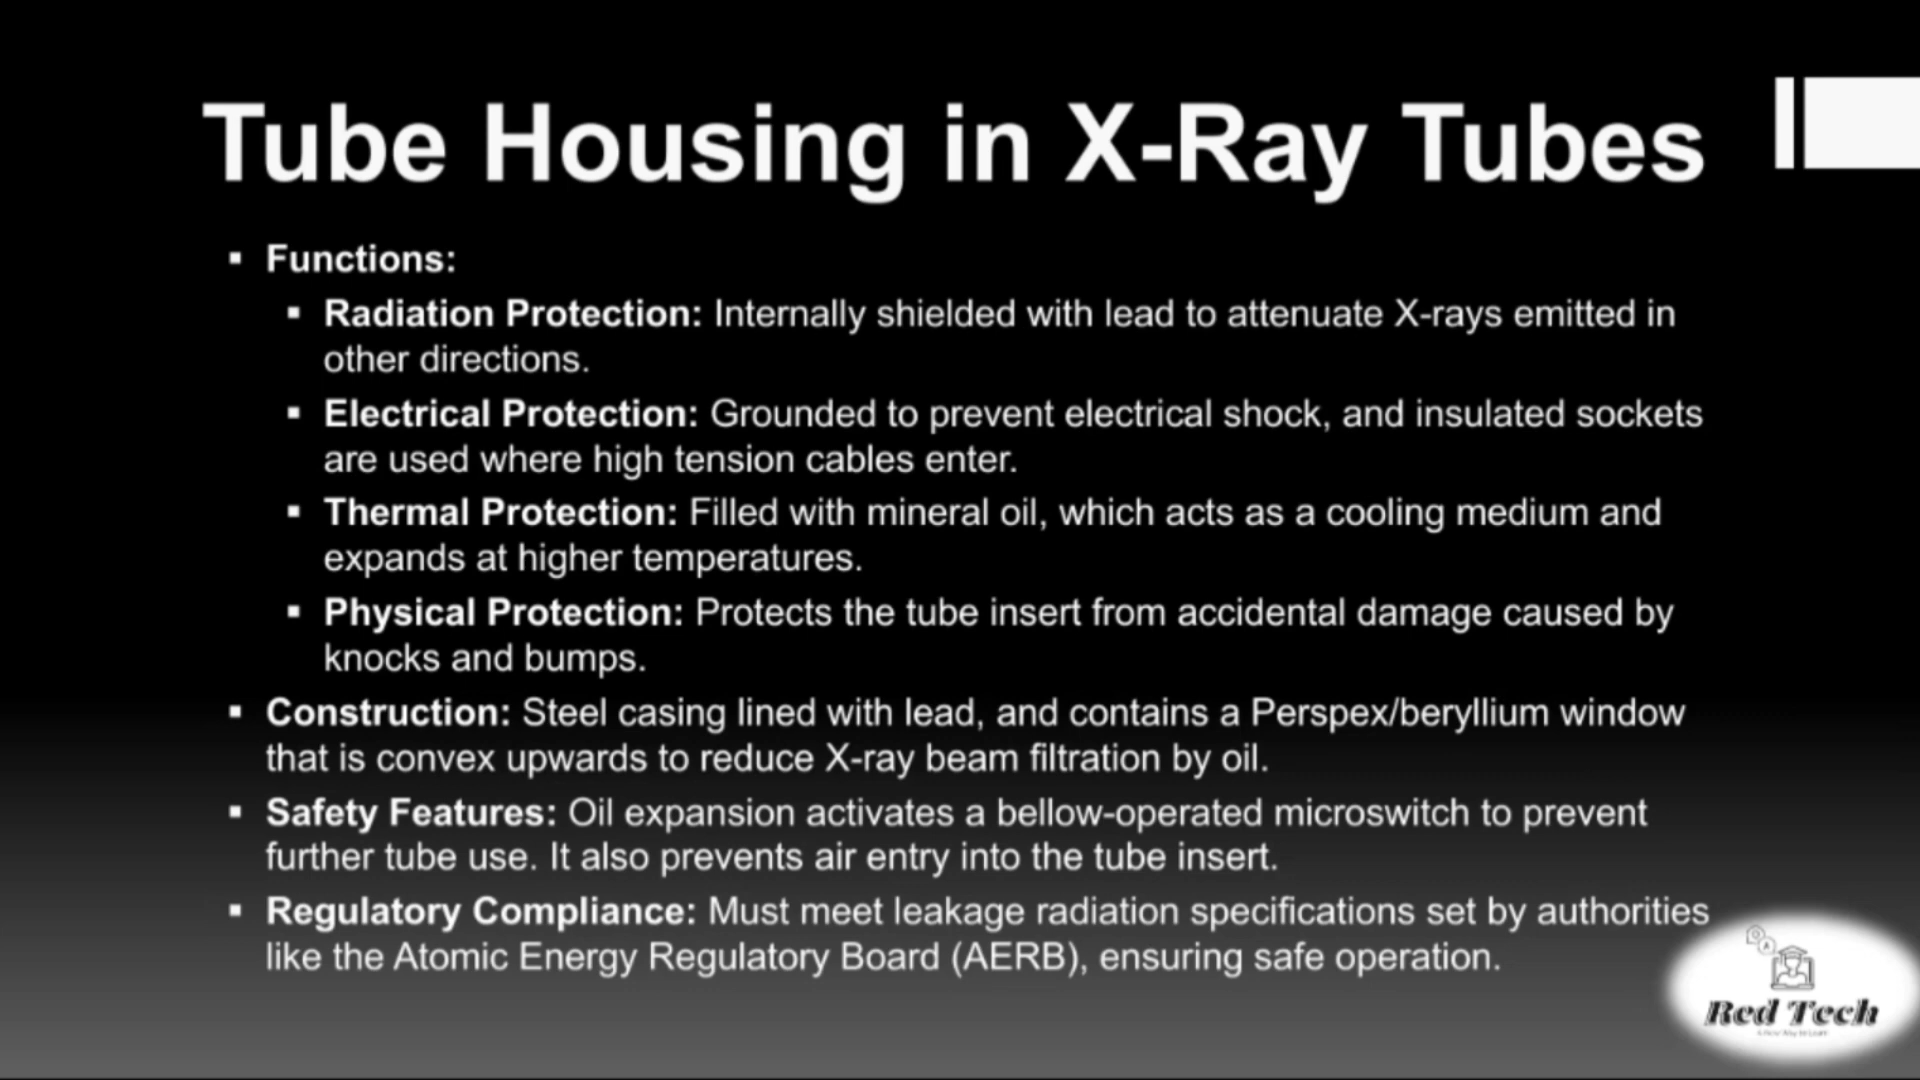 Tube Housing in X-Ray Tubes
▪ Functions:
▪ Radiation Protection: Internally shielded with lead to attenuate X-rays emitted in
other directions.
▪ Electrical Protection: Grounded to prevent electrical shock, and insulated sockets
are used where high tension cables enter.
▪ Thermal Protection: Filled with mineral oil, which acts as a cooling medium and
expands at higher temperatures.
▪ Physical Protection: Protects the tube insert from accidental damage caused by
knocks and bumps.
▪ Construction: Steel casing lined with lead, and contains a Perspex/beryllium window
that is convex upwards to reduce X-ray beam filtration by oil.
▪ Safety Features: Oil expansion activates a bellow-operated microswitch to prevent
further tube use. It also prevents air entry into the tube insert.
▪ Regulatory Compliance: Must meet leakage radiation specifications set by authorities
like the Atomic Energy Regulatory Board (AERB), ensuring safe operation.
Red Tech